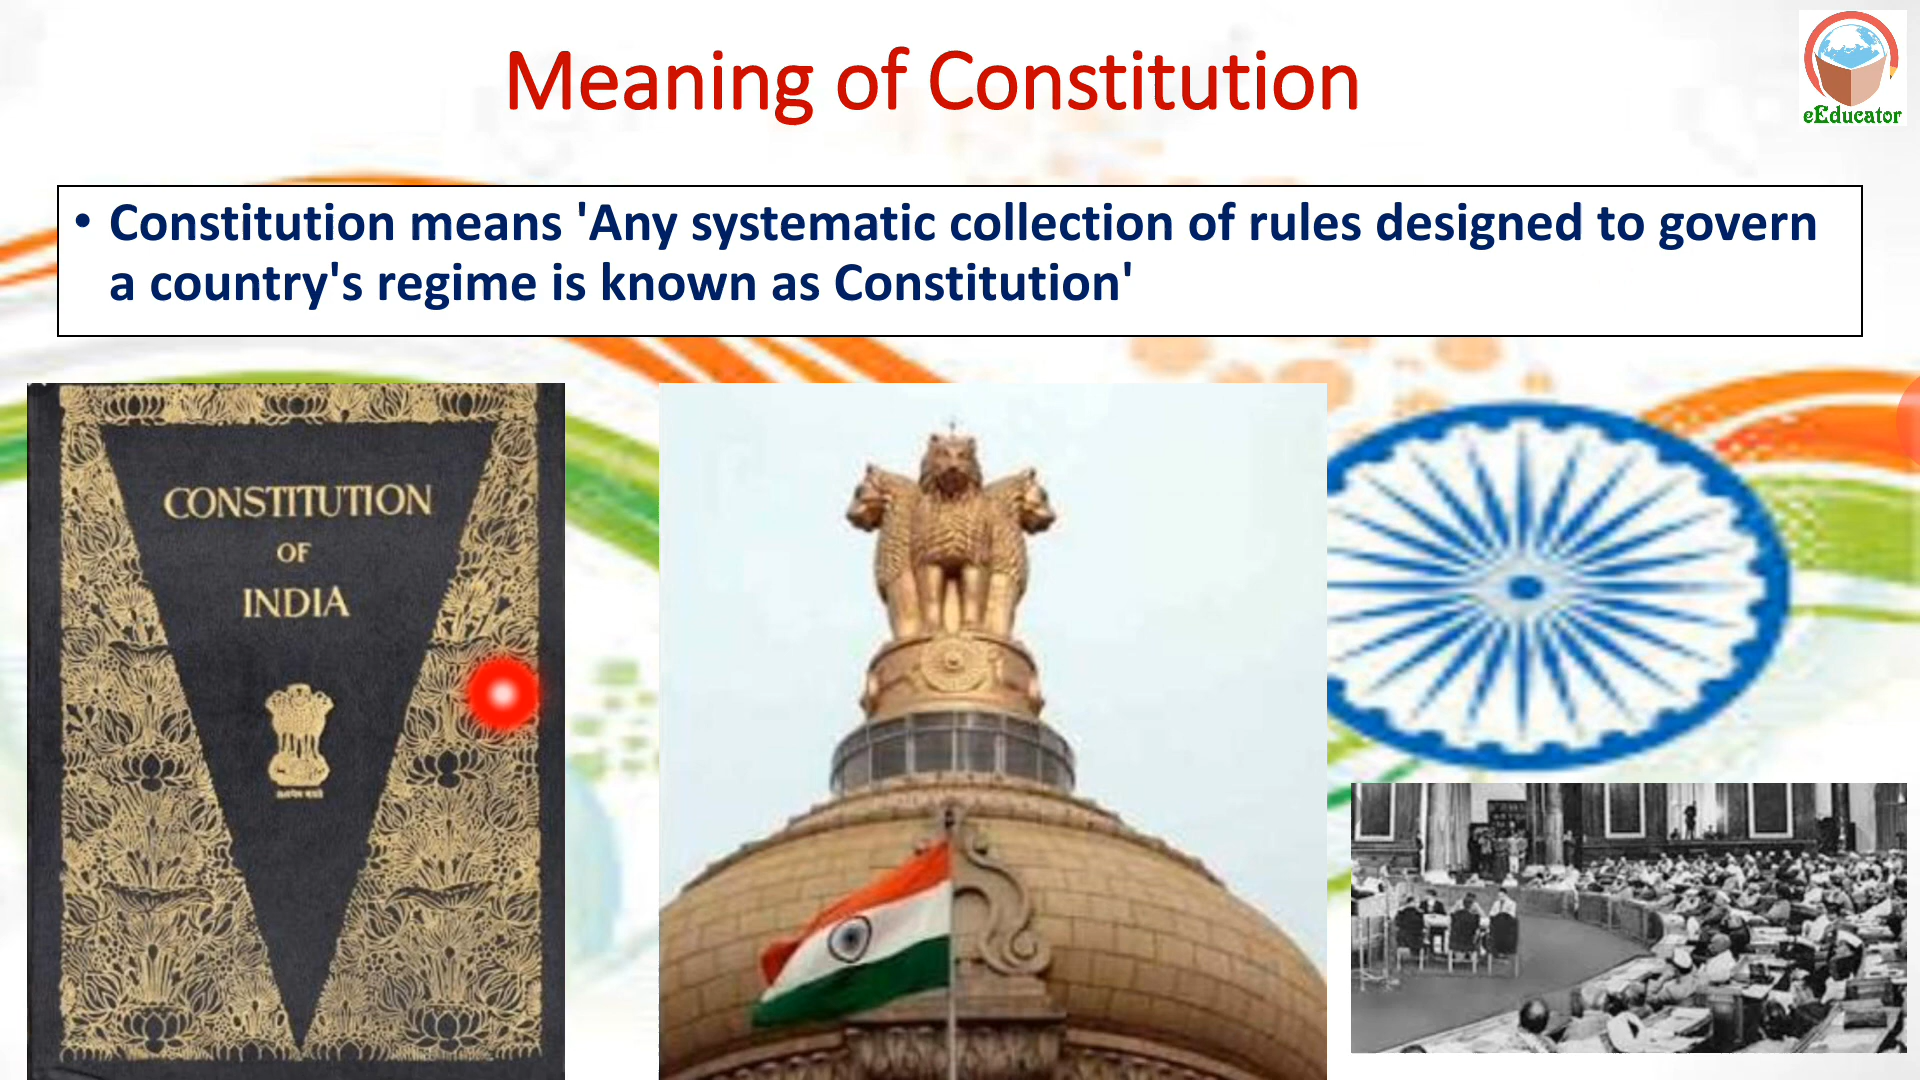 Meaning of Constitution
eEducator
• Constitution means 'Any systematic collection of rules designed to govern
a country's regime is known as Constitution'
CONSTITUTION
OF
INDIA